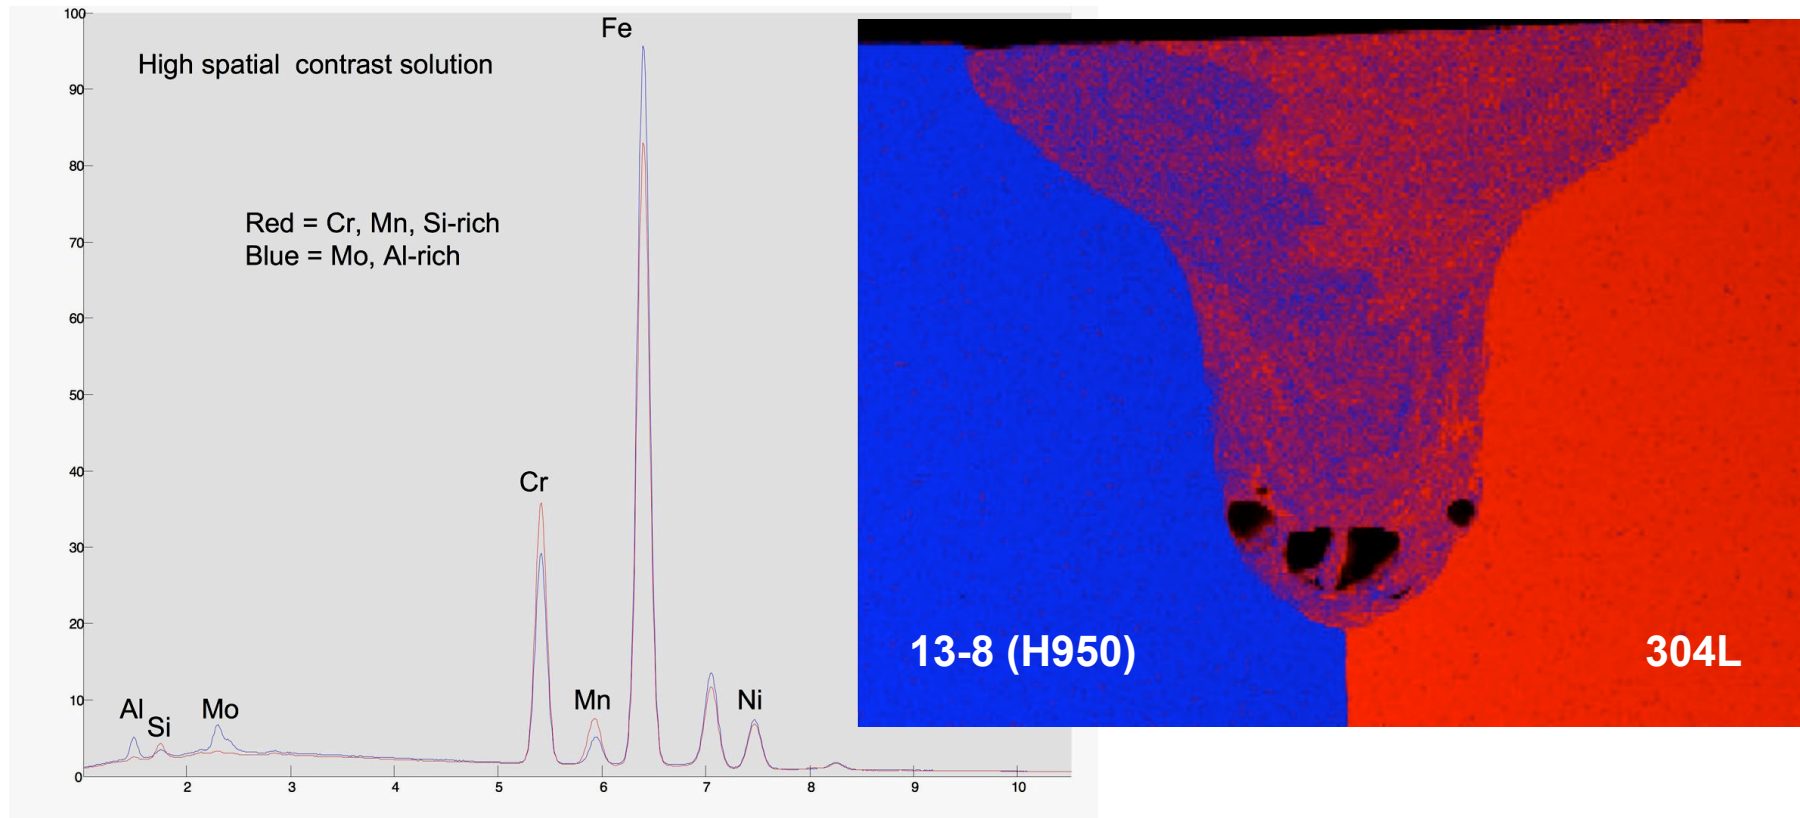 High spatial contrast solution
Red = Cr, Mn, Si-rich
Blue = Mo, Al-rich
Fe
Cr
Al
Si
Mo
Mn
Ni
100
90
80
70
60
50
40
30
20
10
0
2 3 4 5 6 7 8 9 10
13-8 (H950)
304L